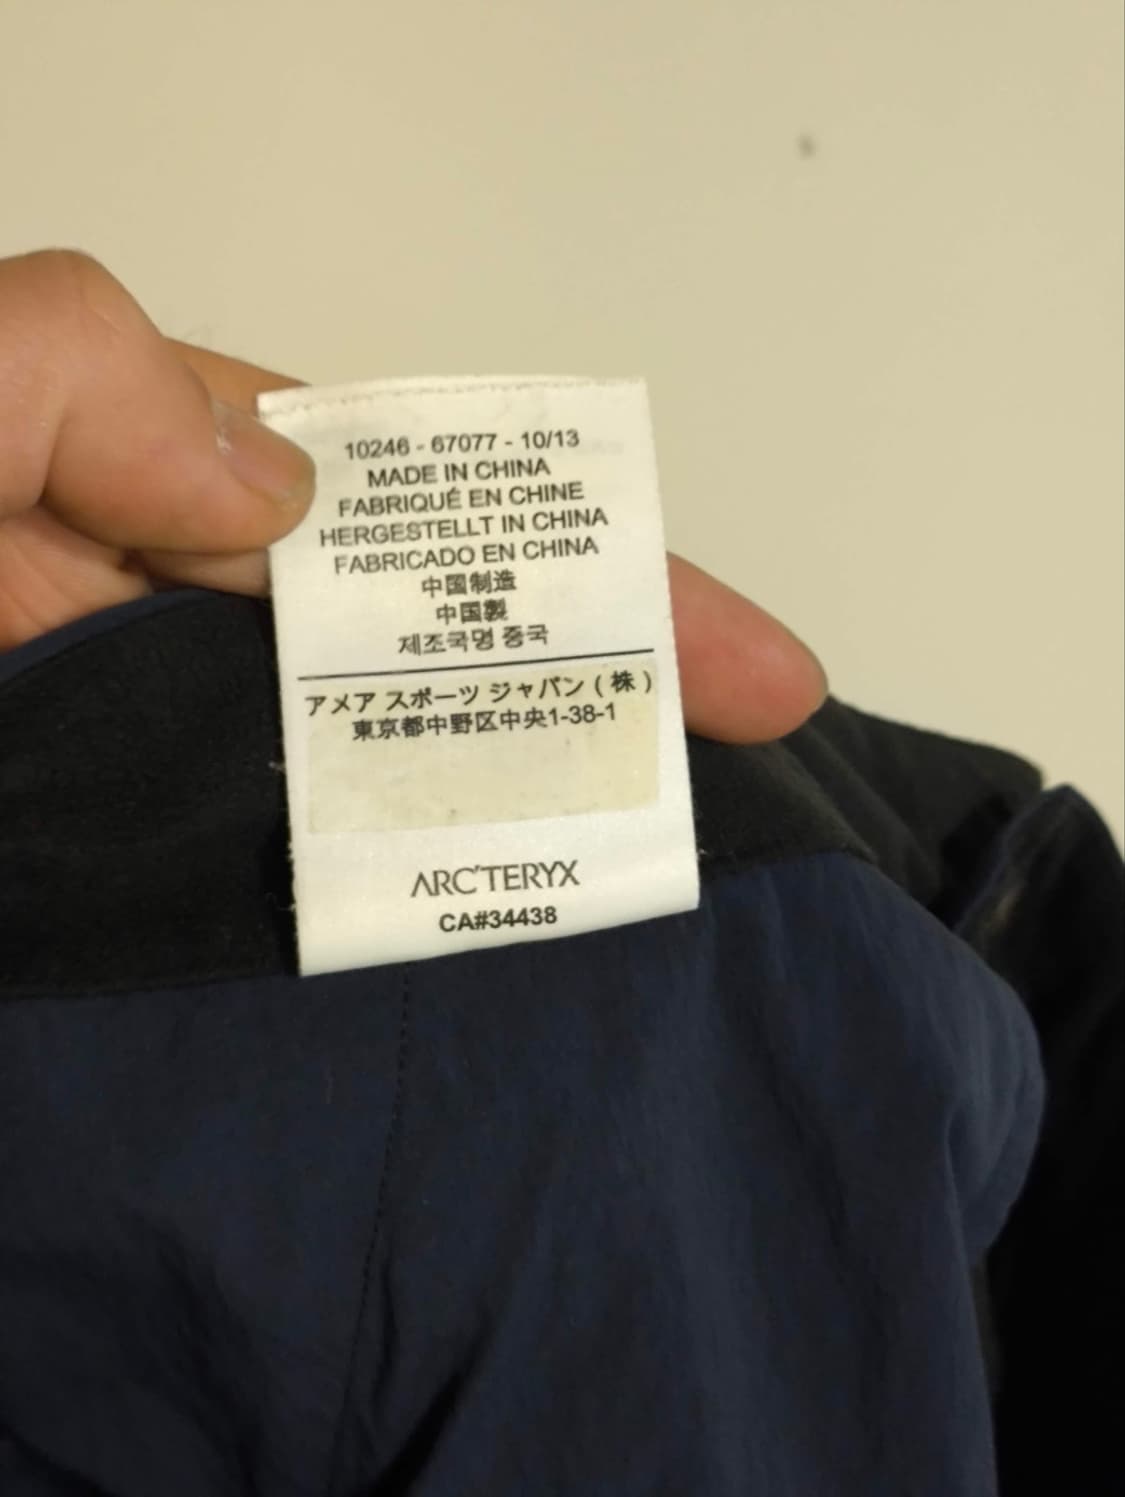 10246 - 67077 - 10/13
MADE IN CHINA
FABRIQUÉ EN CHINE
HERGESTELLT IN CHINA
FABRICADO EN CHINA
中国制造
中国製
제조국명 중국
アメア スポーツ ジャパン ( 株 )
東京都中野区中央1-38-1
ARC'TERYX
CA#34438